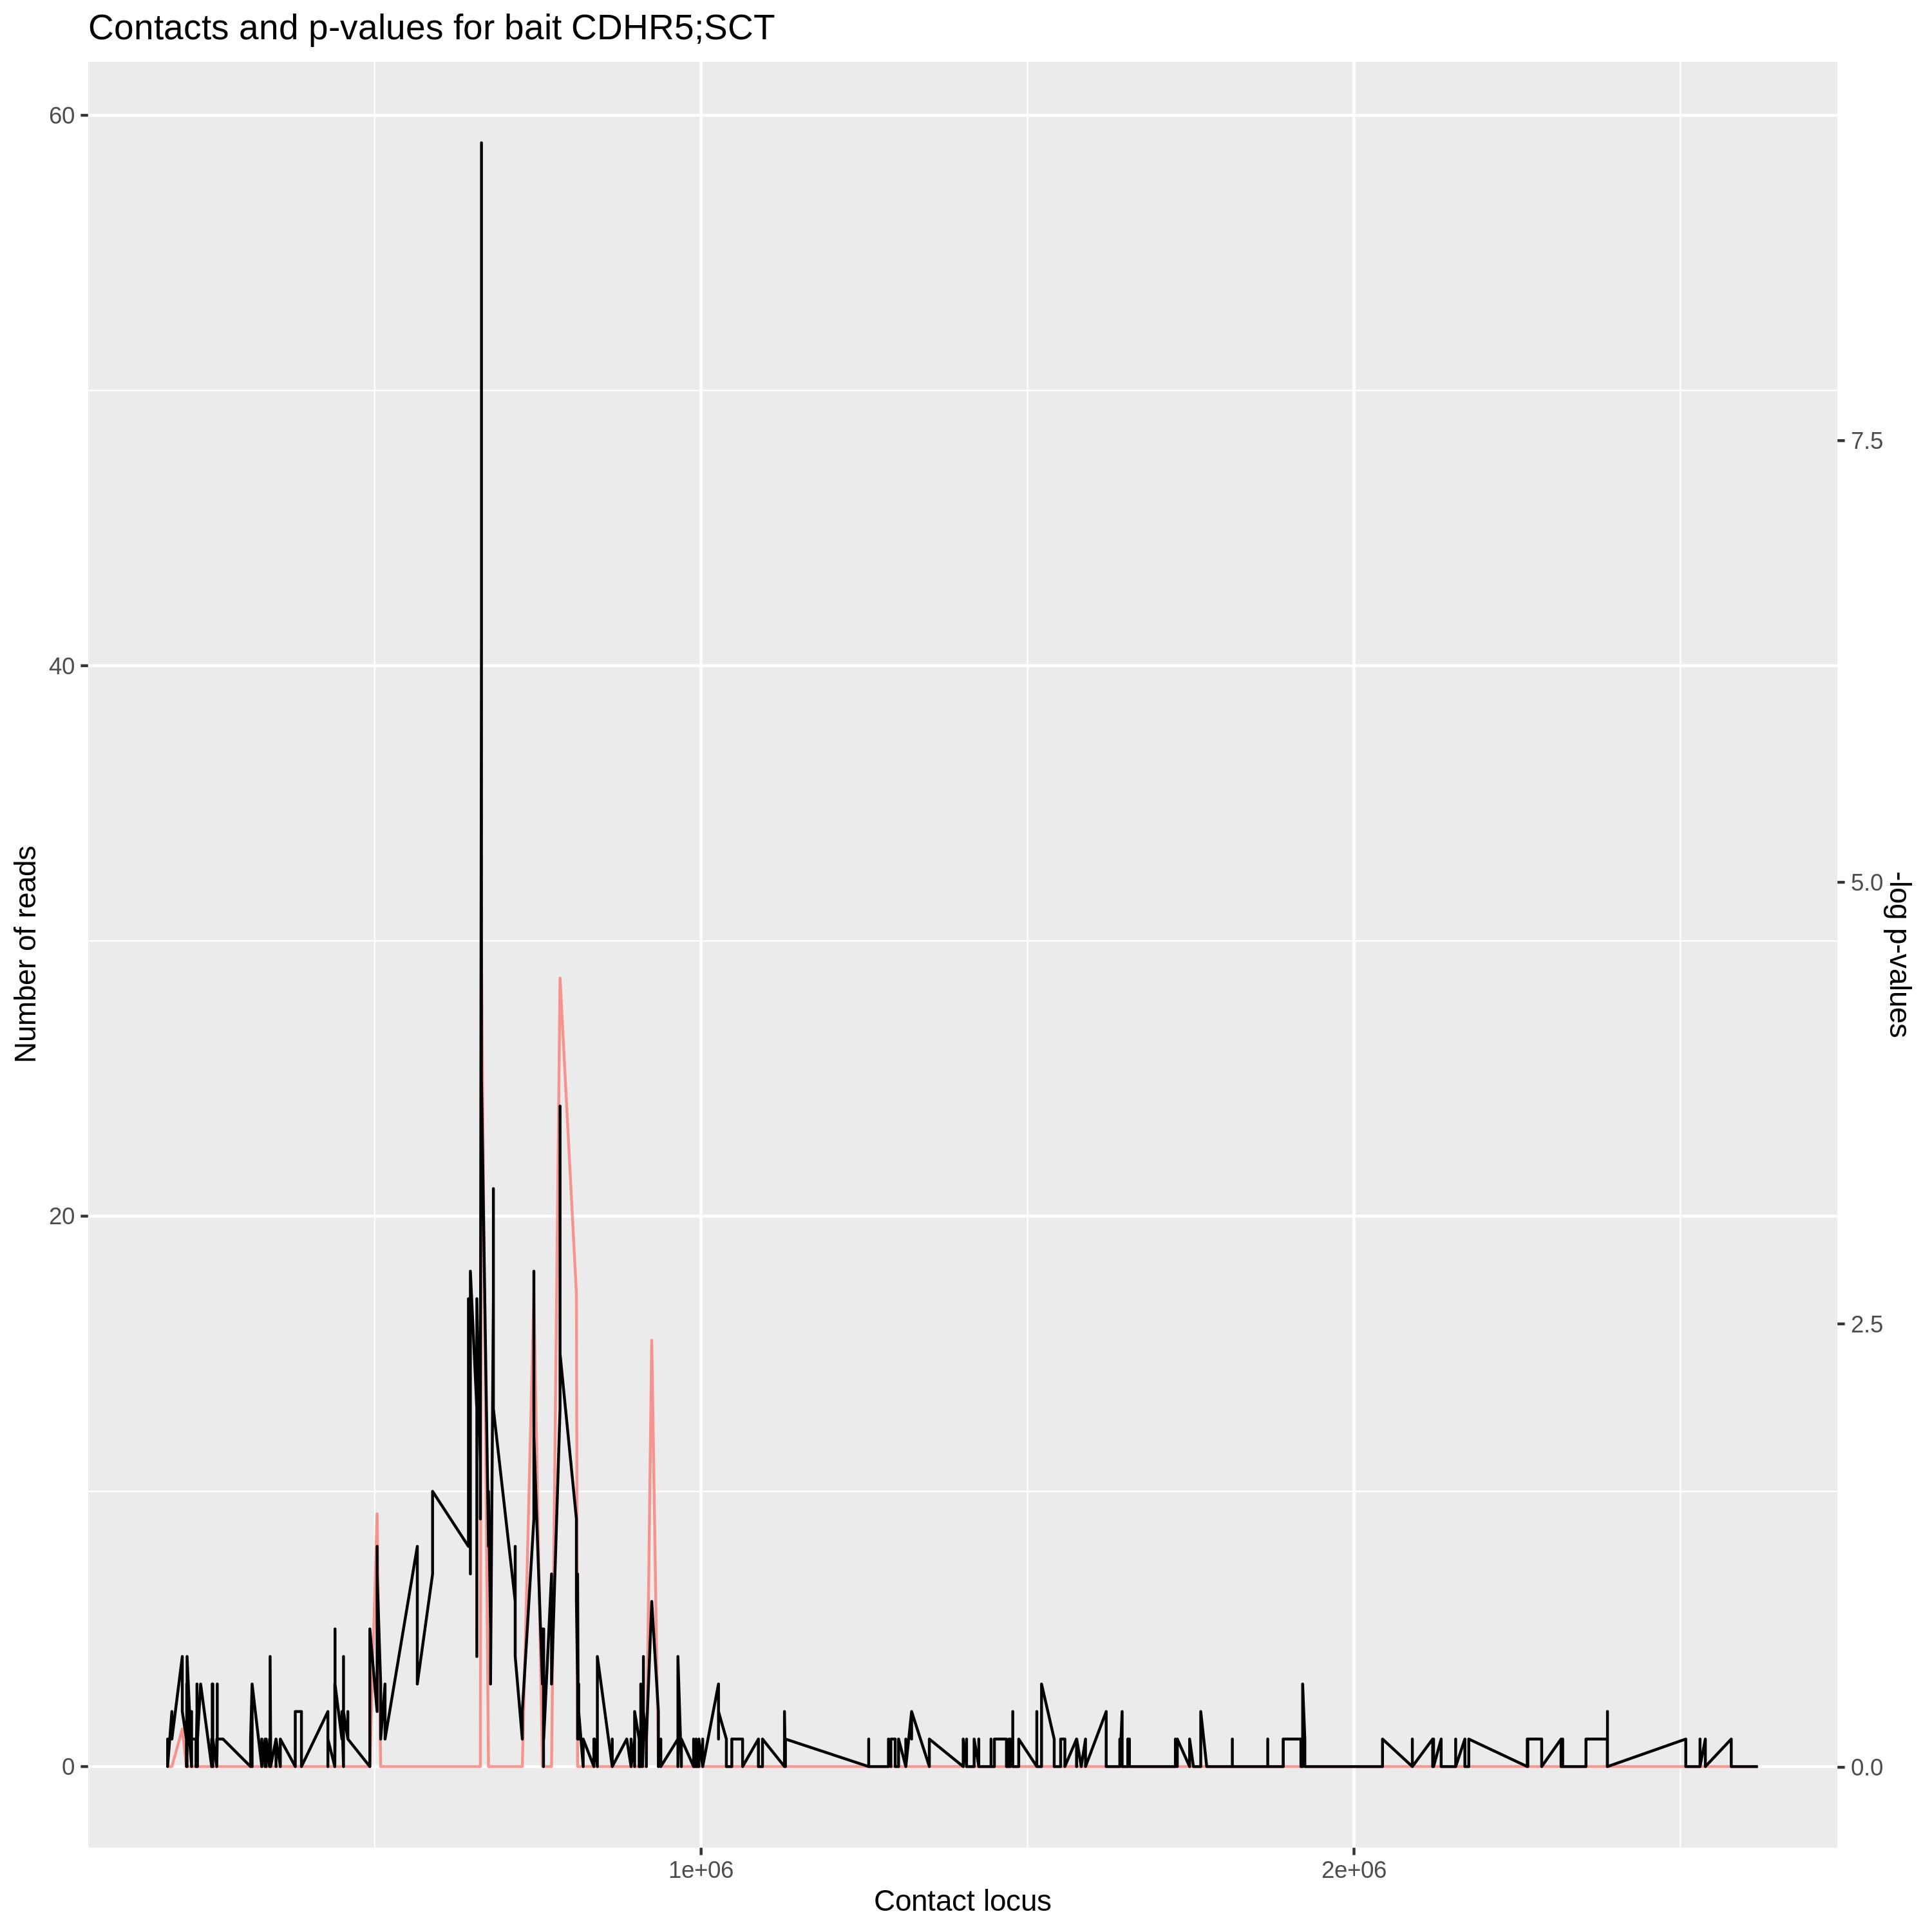 Contacts and p-values for bait CDHR5;SCT
60
40
20
0
Number of reads
7.5
5.0
2.5
0.0
-log p-values
1e+06
2e+06
Contact locus